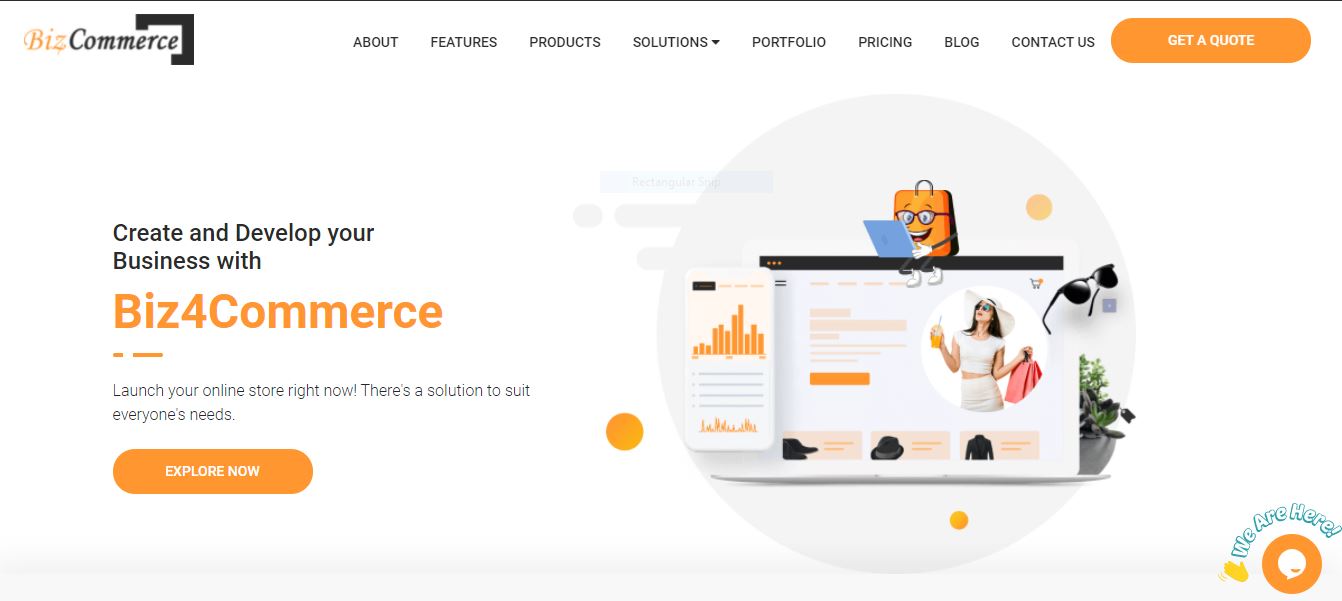 Biz4Commerce
ABOUT
FEATURES
PRODUCTS
SOLUTIONS
PORTFOLIO
PRICING
BLOG
CONTACT US
GET A QUOTE
Rectangular Snip
Create and Develop your
Business with
Biz4Commerce
Launch your online store right now! There's a solution to suit
everyone's needs.
EXPLORE NOW
We Are Here!